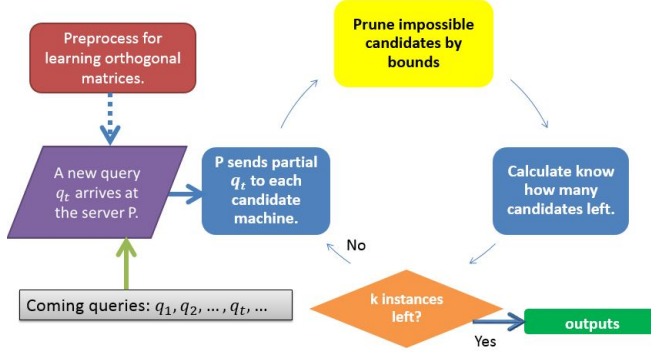 Preprocess for
learning orthogonal
matrices.
Prune impossible
candidates by
bounds
A new query
q_t arrives at
the server P.
P sends partial
q_t to each
candidate
machine.
Calculate know
how many
candidates left.
No
k instances
left?
Yes
outputs
Coming queries: q_1, q_2, ... , q_t, ...